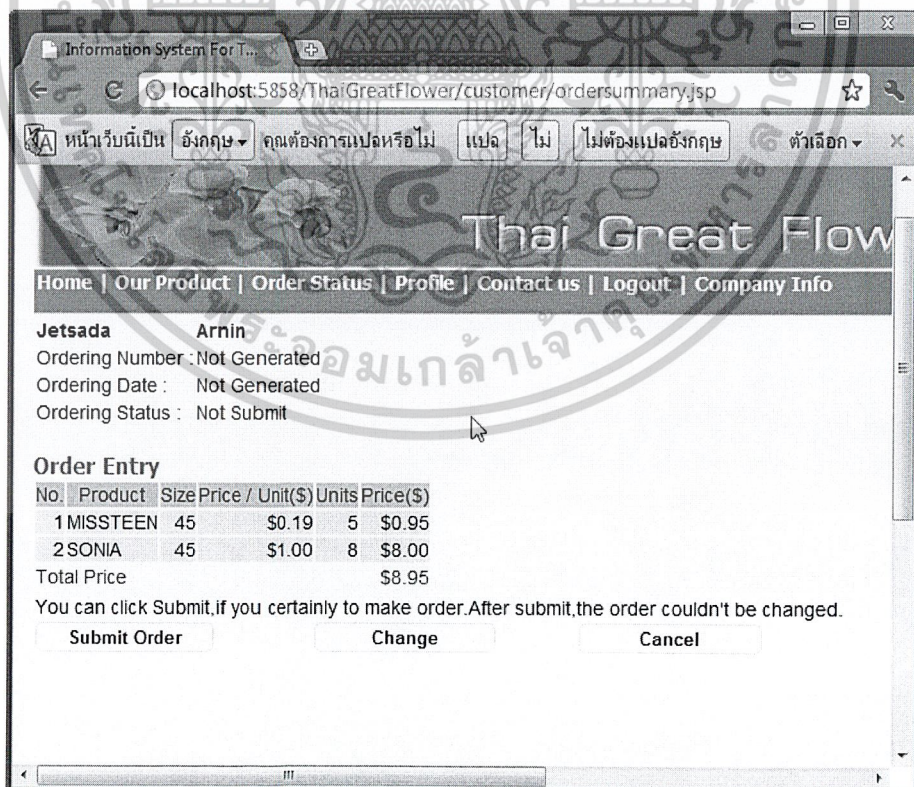 Information System For T...
localhost:5858/ThaiGreatFlower/customer/ordersummary.jsp
หน้าเว็บนี้เป็น อังกฤษ คุณต้องการแปลหรือไม่ แปล ไม่ ไม่ต้องแปลอังกฤษ ตัวเลือก
Thai Great Flow
Home | Our Product | Order Status | Profile | Contact us | Logout | Company Info
Jetsada Arnin
Ordering Number : Not Generated
Ordering Date : Not Generated
Ordering Status : Not Submit
Order Entry
No. Product Size Price / Unit($) Units Price($)
1 MISSTEEN 45 $0.19 5 $0.95
2 SONIA 45 $1.00 8 $8.00
Total Price $8.95
You can click Submit,if you certainly to make order.After submit,the order couldn't be changed.
Submit Order Change Cancel